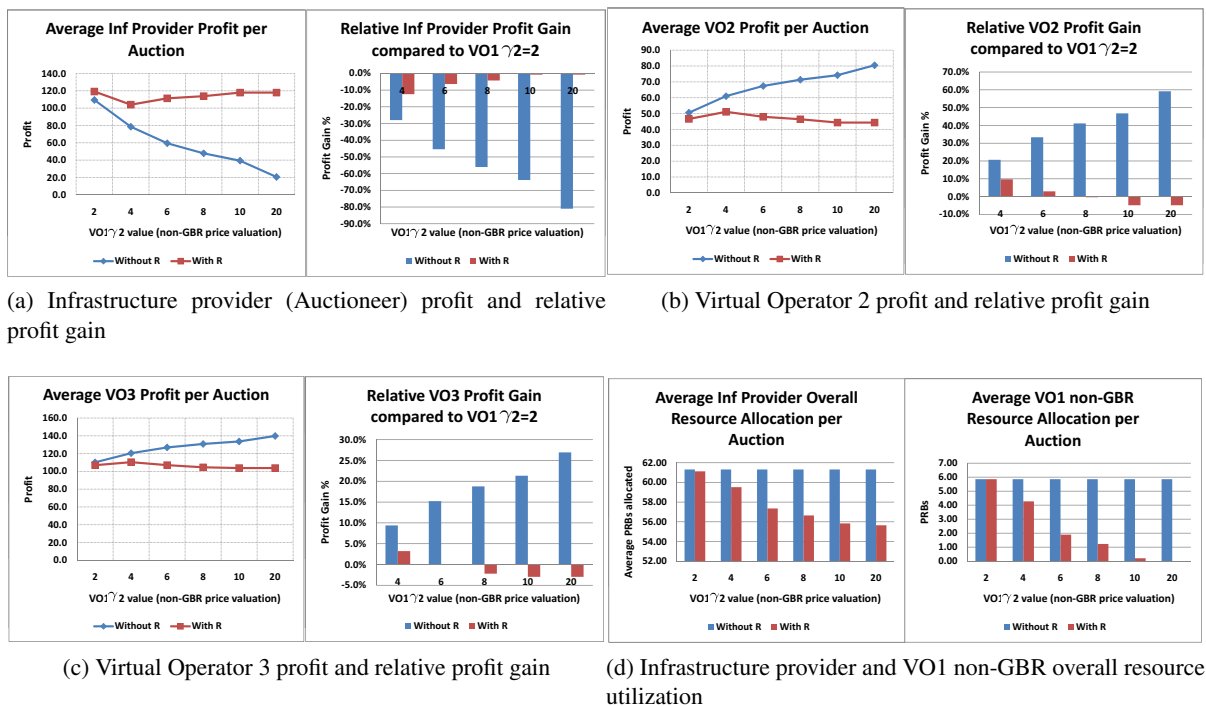 Average Inf Provider Profit per
Auction
140.0
120.0
100.0
80.0
60.0
40.0
20.0
0.0
Profit
2 4 6 8 10 20
VO1γ2 value (non-GBR price valuation)
Without R With R
Relative Inf Provider Profit Gain
compared to VO1γ2=2
0.0%
-10.0%
-20.0%
-30.0%
-40.0%
-50.0%
-60.0%
-70.0%
-80.0%
-90.0%
Profit Gain %
4 6 8 10 20
VO1γ2 value (non-GBR price valuation)
Without R With R
(a) Infrastructure provider (Auctioneer) profit and relative
profit gain
Average VO2 Profit per Auction
90.0
80.0
70.0
60.0
50.0
40.0
30.0
20.0
10.0
0.0
Profit
2 4 6 8 10 20
VO1γ2 value (non-GBR price valuation)
Without R With R
Relative VO2 Profit Gain
compared to VO1γ2=2
70.0%
60.0%
50.0%
40.0%
30.0%
20.0%
10.0%
0.0%
-10.0%
Profit Gain %
4 6 8 10 20
VO1γ2 value (non-GBR price valuation)
Without R With R
(b) Virtual Operator 2 profit and relative profit gain
Average VO3 Profit per Auction
160.0
140.0
120.0
100.0
80.0
60.0
40.0
20.0
0.0
Profit
2 4 6 8 10 20
VO1γ2 value (non-GBR price valuation)
Without R With R
Relative VO3 Profit Gain
compared to VO1γ2=2
30.0%
25.0%
20.0%
15.0%
10.0%
5.0%
0.0%
-5.0%
Profit Gain %
4 6 8 10 20
VO1γ2 value (non-GBR price valuation)
Without R With R
(c) Virtual Operator 3 profit and relative profit gain
Average Inf Provider Overall
Resource Allocation per
Auction
62.00
60.00
58.00
56.00
54.00
52.00
Average PRBs allocated
2 4 6 8 10 20
VO1γ2 value (non-GBR price valuation)
Without R With R
Average VO1 non-GBR
Resource Allocation per
Auction
7.00
6.00
5.00
4.00
3.00
2.00
1.00
0.00
PRBs
2 4 6 8 10 20
VO1γ2 value (non-GBR price valuation)
Without R With R
(d) Infrastructure provider and VO1 non-GBR overall resource
utilization